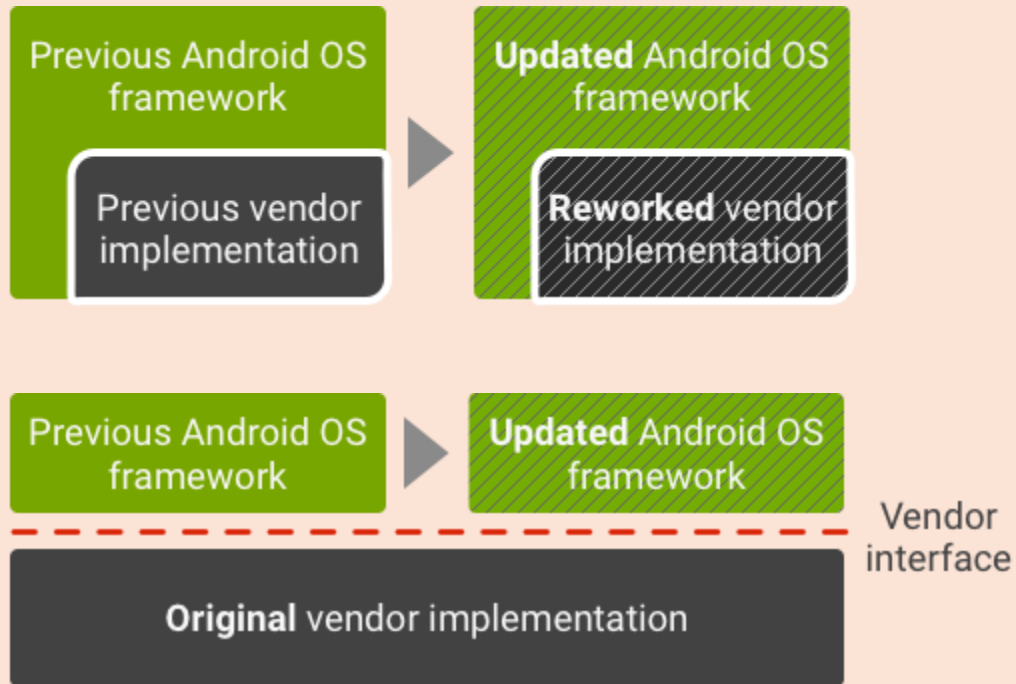 Previous Android OS
framework
Previous vendor
implementation
Updated Android OS
framework
Reworked vendor
implementation
Previous Android OS
framework
Updated Android OS
framework
Vendor
interface
Original vendor implementation